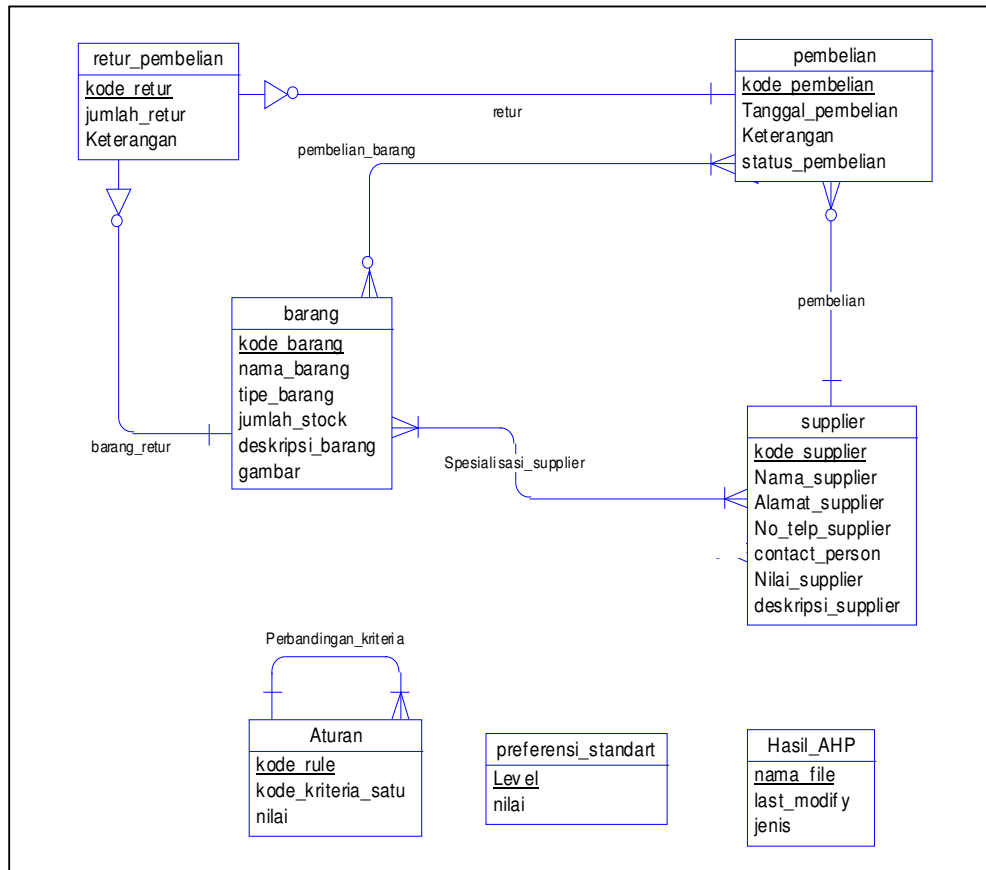 retur_pembelian
kode_retur
jumlah_retur
Keterangan
pembelian
kode_pembelian
Tanggal_pembelian
Keterangan
status_pembelian
retur
pembelian_barang
barang
kode_barang
nama_barang
tipe_barang
jumlah_stock
deskripsi_barang
gambar
barang_retur
Spesialisasi_supplier
pembelian
supplier
kode_supplier
Nama_supplier
Alamat_supplier
No_telp_supplier
contact_person
Nilai_supplier
deskripsi_supplier
Perbandingan_kriteria
Aturan
kode_rule
kode_kriteria_satu
nilai
preferensi_standart
Level
nilai
Hasil_AHP
nama_file
last_modify
jenis